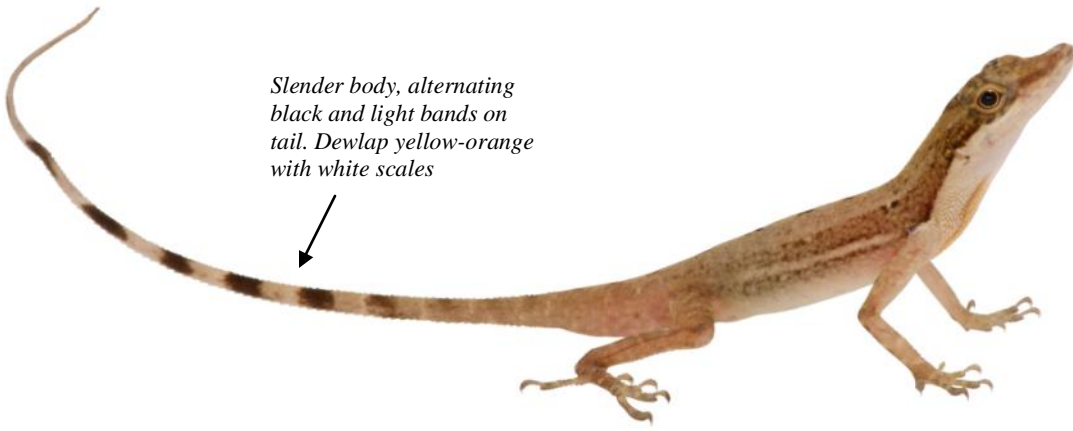 Slender body, alternating
black and light bands on
tail. Dewlap yellow-orange
with white scales